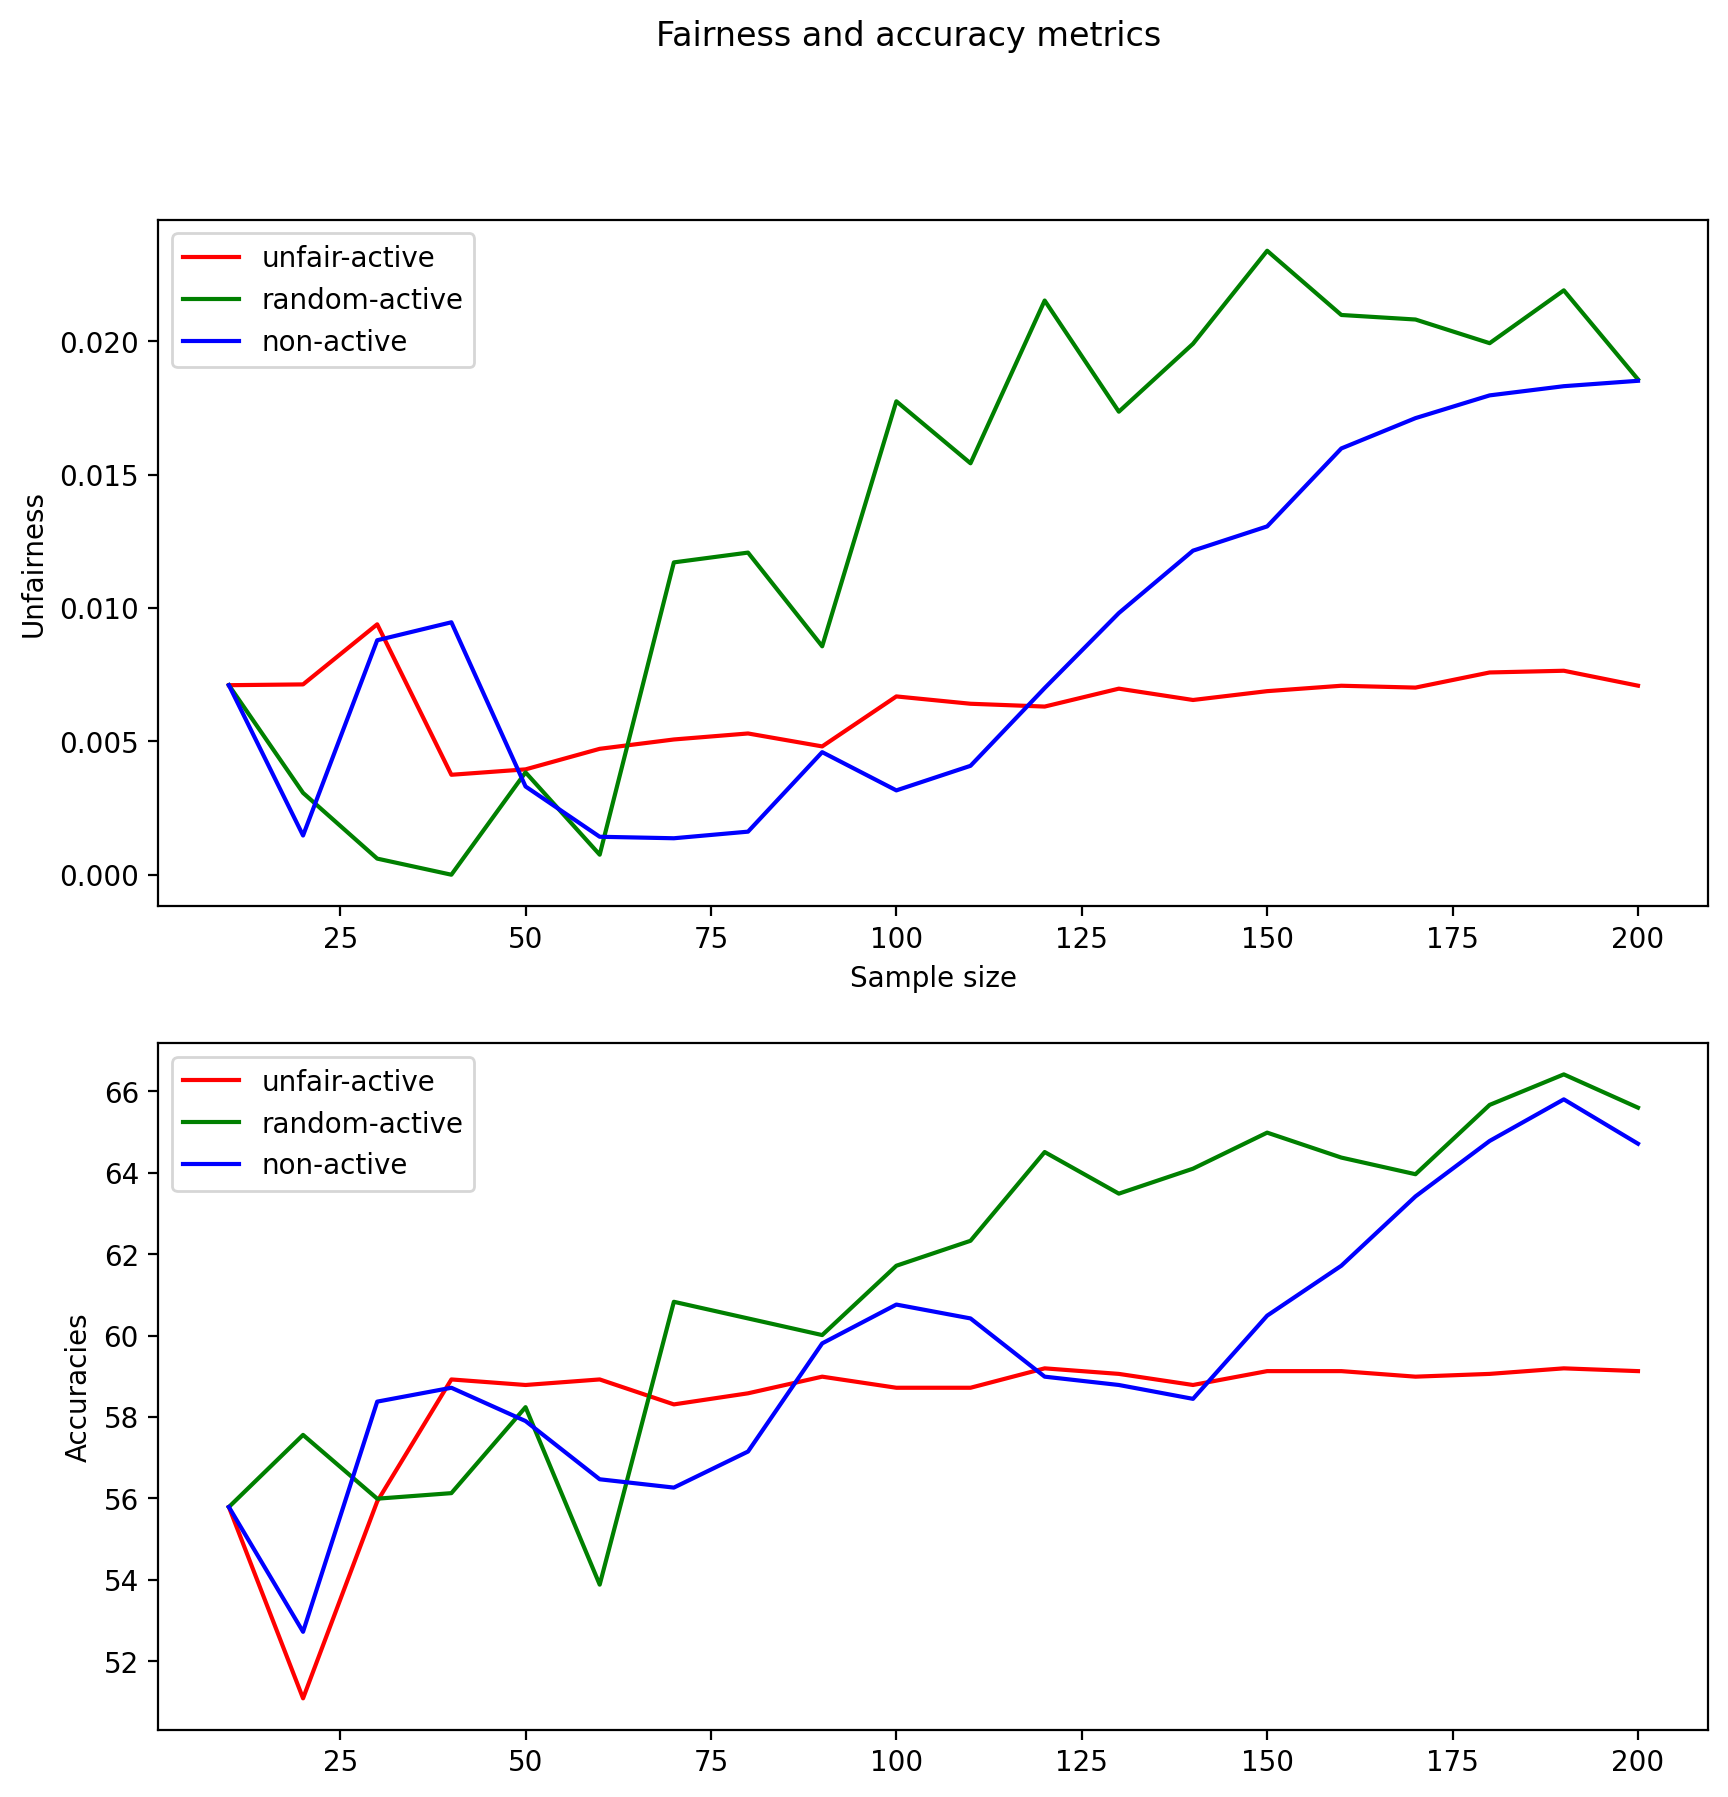 Fairness and accuracy metrics
unfair-active
random-active
non-active
0.020
0.015
0.010
0.005
0.000
Unfairness
25 50 75 100 125 150 175 200
Sample size
unfair-active
random-active
non-active
66
64
62
60
58
56
54
52
Accuracies
25 50 75 100 125 150 175 200